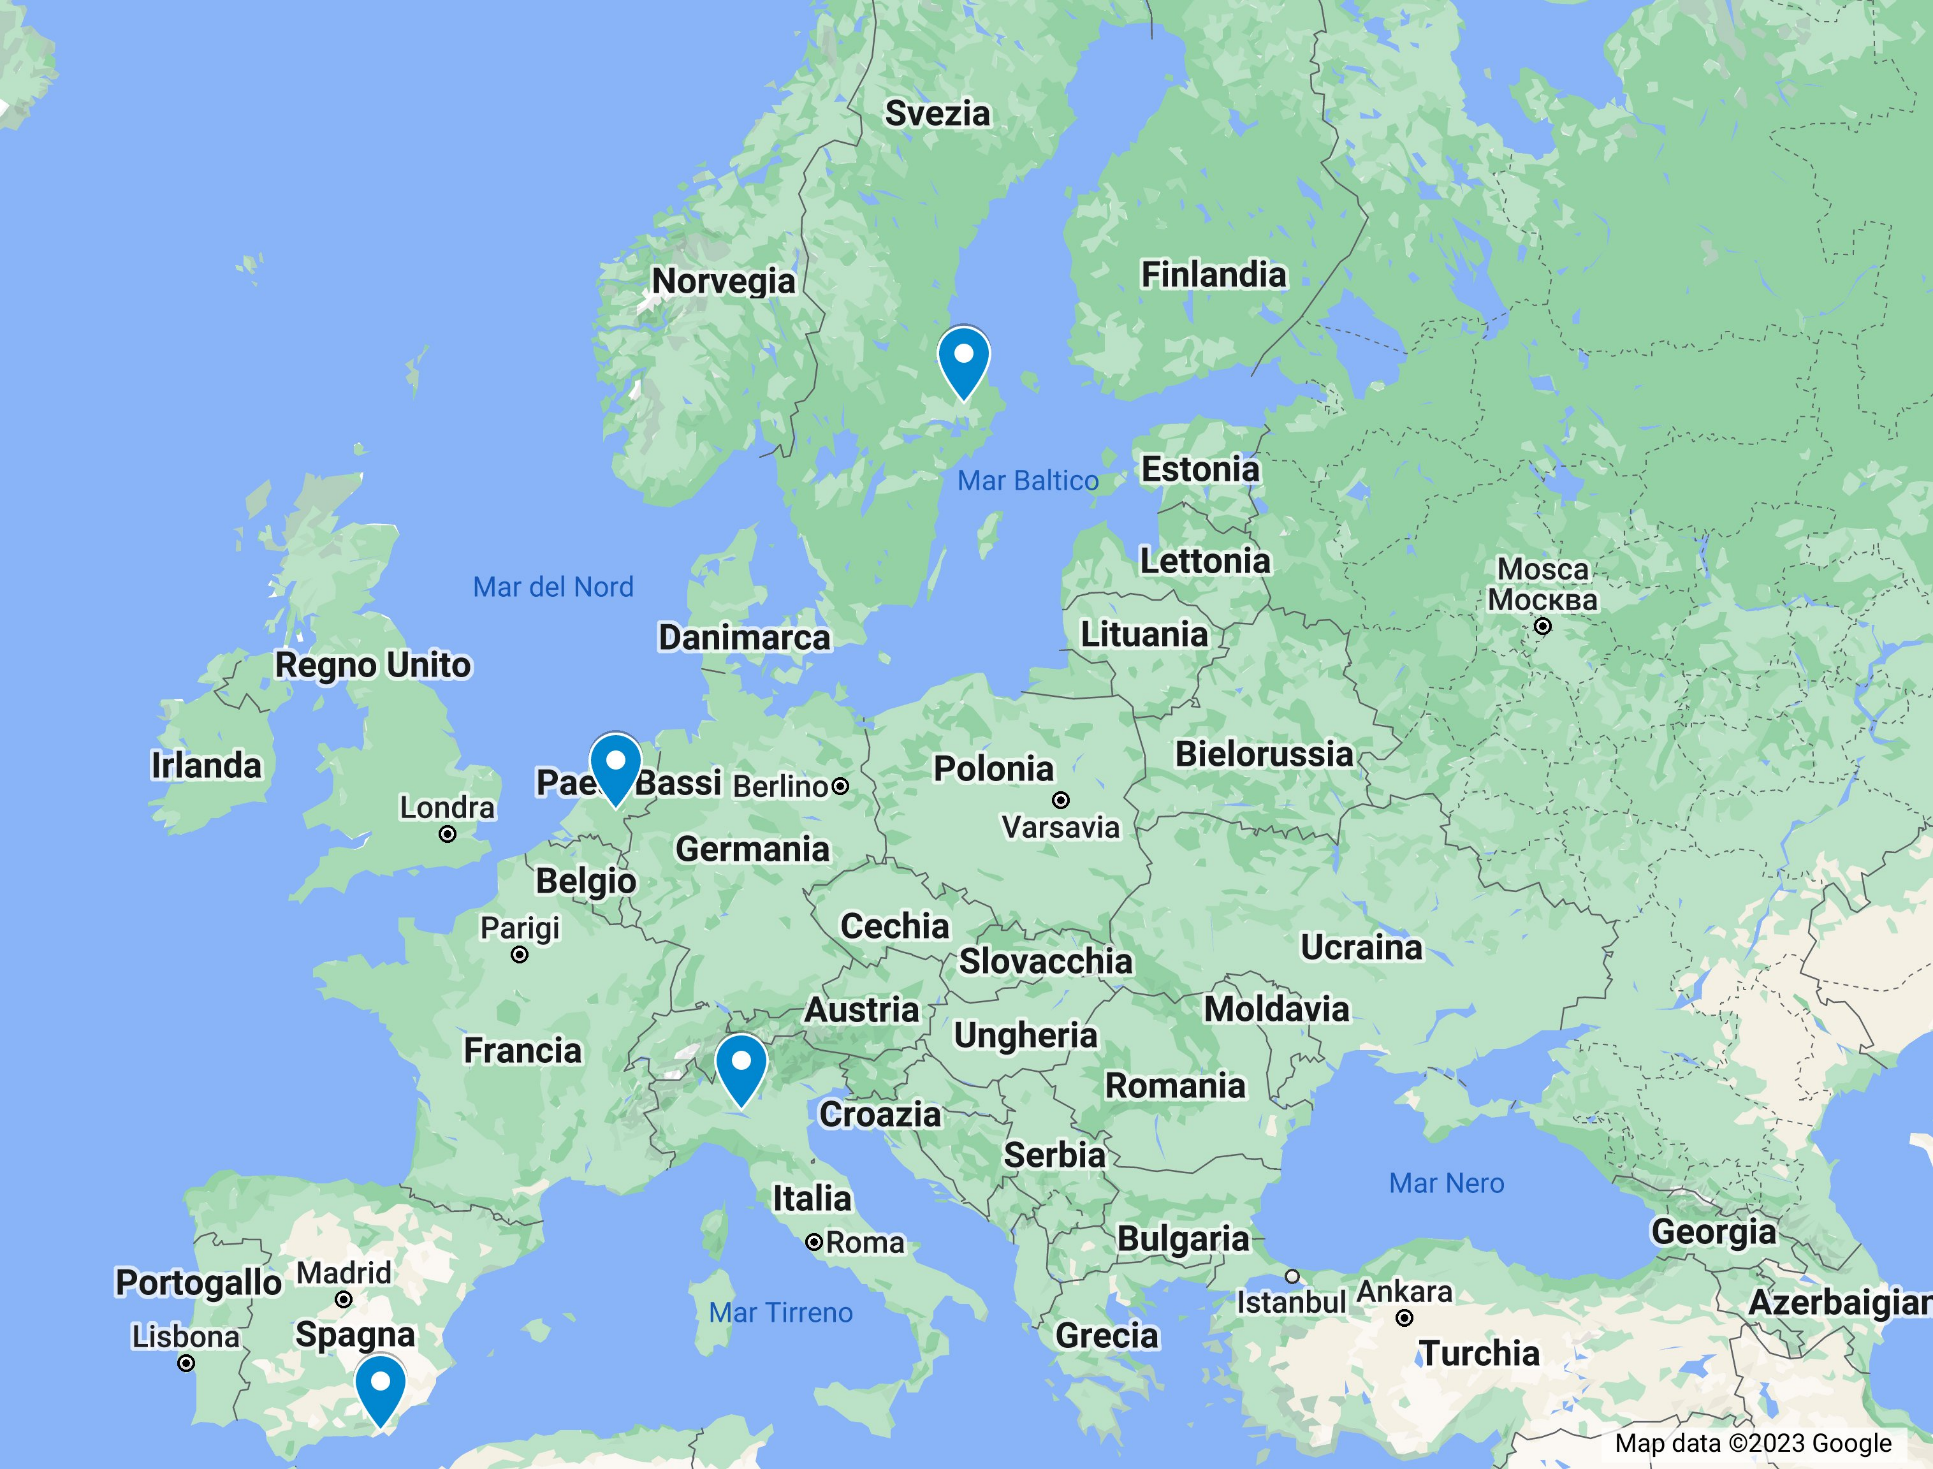 Svezia
Norvegia
Finlandia
Mar Baltico
Estonia
Lettonia
Mosca
Москва
Mar del Nord
Danimarca
Lituania
Regno Unito
Irlanda
Bassi
Berlino
Polonia
Bielorussia
Londra
Varsavia
Germania
Belgio
Parigi
Cechia
Slovacchia
Ucraina
Austria
Moldavia
Ungheria
Francia
Romania
Croazia
Serbia
Mar Nero
Italia
Roma
Bulgaria
Georgia
Portogallo
Madrid
Istanbul
Ankara
Azerbaigian
Mar Tirreno
Lisbona
Spagna
Grecia
Turchia
Map data ©2023 Google